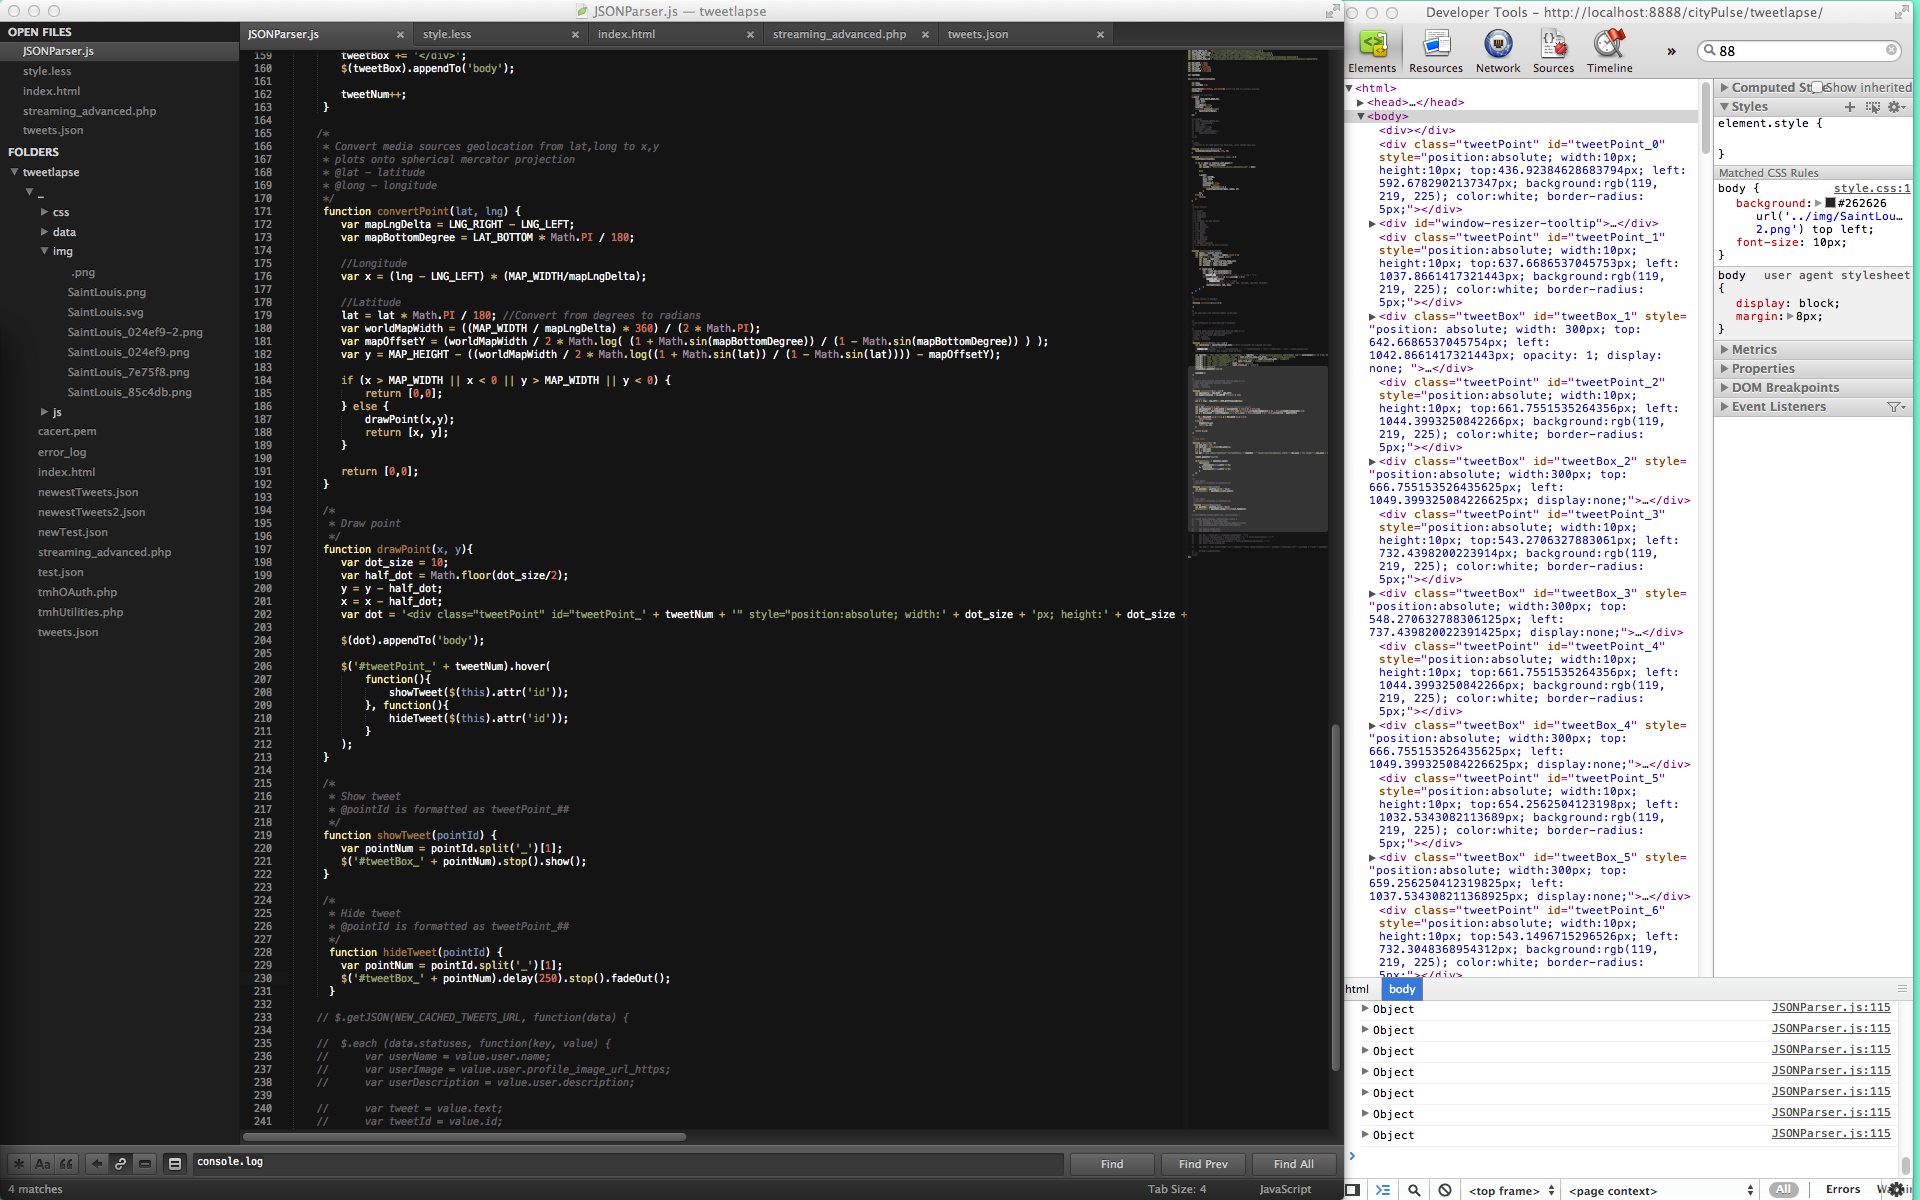 JSONParser.js — tweetlapse
OPEN FILES
JSONParser.js
style.less
index.html
streaming_advanced.php
tweets.json
FOLDERS
tweetlapse
_
css
data
img
.png
SaintLouis.png
SaintLouis.svg
SaintLouis_024ef9-2.png
SaintLouis_024ef9.png
SaintLouis_7e75f8.png
SaintLouis_85c4db.png
js
cacert.pem
error_log
index.html
newestTweets.json
newestTweets2.json
newTest.json
streaming_advanced.php
test.json
tmhOAuth.php
tmhUtilities.php
tweets.json
JSONParser.js × style.less × index.html × streaming_advanced.php × tweets.json ×
159 tweetBox += '</div>';
160 $(tweetBox).appendTo('body');
161
162 tweetNum++;
163 }
164
165 /*
166 * Convert media sources geolocation from lat,long to x,y
167 * plots onto spherical mercator projection
168 * @lat - latitude
169 * @long - longitude
170 */
171 function convertPoint(lat, lng) {
172 var mapLngDelta = LNG_RIGHT - LNG_LEFT;
173 var mapBottomDegree = LAT_BOTTOM * Math.PI / 180;
174
175 //Longitude
176 var x = (lng - LNG_LEFT) * (MAP_WIDTH/mapLngDelta);
177
178 //Latitude
179 lat = lat * Math.PI / 180; //Convert from degrees to radians
180 var worldMapWidth = ((MAP_WIDTH / mapLngDelta) * 360) / (2 * Math.PI);
181 var mapOffsetY = (worldMapWidth / 2 * Math.log( (1 + Math.sin(mapBottomDegree)) / (1 - Math.sin(mapBottomDegree)) ) );
182 var y = MAP_HEIGHT - ((worldMapWidth / 2 * Math.log((1 + Math.sin(lat)) / (1 - Math.sin(lat)))) - mapOffsetY);
183
184 if (x > MAP_WIDTH || x < 0 || y > MAP_WIDTH || y < 0) {
185 return [0,0];
186 } else {
187 drawPoint(x,y);
188 return [x, y];
189 }
190
191 return [0,0];
192 }
193
194 /*
195 * Draw point
196 */
197 function drawPoint(x, y){
198 var dot_size = 10;
199 var half_dot = Math.floor(dot_size/2);
200 y = y - half_dot;
201 x = x - half_dot;
202 var dot = '<div class="tweetPoint" id="tweetPoint_' + tweetNum + '" style="position:absolute; width:' + dot_size + 'px; height:' + dot_size +
203
204 $(dot).appendTo('body');
205
206 $('#tweetPoint_' + tweetNum).hover(
207 function(){
208 showTweet($(this).attr('id'));
209 }, function(){
210 hideTweet($(this).attr('id'));
211 }
212 );
213 }
214
215 /*
216 * Show tweet
217 * @pointId is formatted as tweetPoint_##
218 */
219 function showTweet(pointId) {
220 var pointNum = pointId.split('_')[1];
221 $('#tweetBox_' + pointNum).stop().show();
222 }
223
224 /*
225 * Hide tweet
226 * @pointId is formatted as tweetPoint_##
227 */
228 function hideTweet(pointId) {
229 var pointNum = pointId.split('_')[1];
230 $('#tweetBox_' + pointNum).delay(250).stop().fadeOut();
231 }
232
233 // $.getJSON(NEW_CACHED_TWEETS_URL, function(data) {
234
235 // $.each (data.statuses, function(key, value) {
236 // var userName = value.user.name;
237 // var userImage = value.user.profile_image_url_https;
238 // var userDescription = value.user.description;
239
240 // var tweet = value.text;
241 // var tweetId = value.id;
console.log
Find Find Prev Find All
4 matches
Tab Size: 4 JavaScript
Developer Tools - http://localhost:8888/cityPulse/tweetlapse/
Elements Resources Network Sources Timeline » 88
<html>
<head>…</head>
<body>
<div></div>
<div class="tweetPoint" id="tweetPoint_0"
style="position:absolute; width:10px;
height:10px; top:436.92384628683794px; left:
592.6782902137347px; background:rgb(119,
219, 225); color:white; border-radius:
5px;"></div>
<div id="window-resizer-tooltip">…</div>
<div class="tweetPoint" id="tweetPoint_1"
style="position:absolute; width:10px;
height:10px; top:637.6686537045753px; left:
1037.8661417321443px; background:rgb(119,
219, 225); color:white; border-radius:
5px;"></div>
<div class="tweetBox" id="tweetBox_1" style=
"position: absolute; width: 300px; top:
642.6686537045754px; left:
1042.8661417321443px; opacity: 1; display:
none; ">…</div>
<div class="tweetPoint" id="tweetPoint_2"
style="position:absolute; width:10px;
height:10px; top:661.7551535264356px; left:
1044.3993250842266px; background:rgb(119,
219, 225); color:white; border-radius:
5px;"></div>
<div class="tweetBox" id="tweetBox_2" style=
"position:absolute; width:300px; top:
666.755153526435625px; left:
1049.399325084226625px; display:none;">…</div>
<div class="tweetPoint" id="tweetPoint_3"
style="position:absolute; width:10px;
height:10px; top:543.2706327883061px; left:
732.4398200223914px; background:rgb(119,
219, 225); color:white; border-radius:
5px;"></div>
<div class="tweetBox" id="tweetBox_3" style=
"position:absolute; width:300px; top:
548.270632788306125px; left:
737.439820022391425px; display:none;">…</div>
<div class="tweetPoint" id="tweetPoint_4"
style="position:absolute; width:10px;
height:10px; top:661.7551535264356px; left:
1044.3993250842266px; background:rgb(119,
219, 225); color:white; border-radius:
5px;"></div>
<div class="tweetBox" id="tweetBox_4" style=
"position:absolute; width:300px; top:
666.755153526435625px; left:
1049.399325084226625px; display:none;">…</div>
<div class="tweetPoint" id="tweetPoint_5"
style="position:absolute; width:10px;
height:10px; top:654.2562504123198px; left:
1032.5343082113689px; background:rgb(119,
219, 225); color:white; border-radius:
5px;"></div>
<div class="tweetBox" id="tweetBox_5" style=
"position:absolute; width:300px; top:
659.256250412319825px; left:
1037.534308211368925px; display:none;">…</div>
<div class="tweetPoint" id="tweetPoint_6"
style="position:absolute; width:10px;
height:10px; top:543.1496715296526px; left:
732.3048368954312px; background:rgb(119,
219, 225); color:white; border-radius:
5px;"></div>
Computed Style Show inherited
Styles
element.style {
}
Matched CSS Rules
body { style.css:1
background: #262626
url('../img/SaintLou…
2.png') top left;
font-size: 10px;
}
body user agent stylesheet
{
display: block;
margin: 8px;
}
Metrics
Properties
DOM Breakpoints
Event Listeners
html body
Object JSONParser.js:115
Object JSONParser.js:115
Object JSONParser.js:115
Object JSONParser.js:115
Object JSONParser.js:115
Object JSONParser.js:115
Object JSONParser.js:115
<top frame> <page context> All Errors